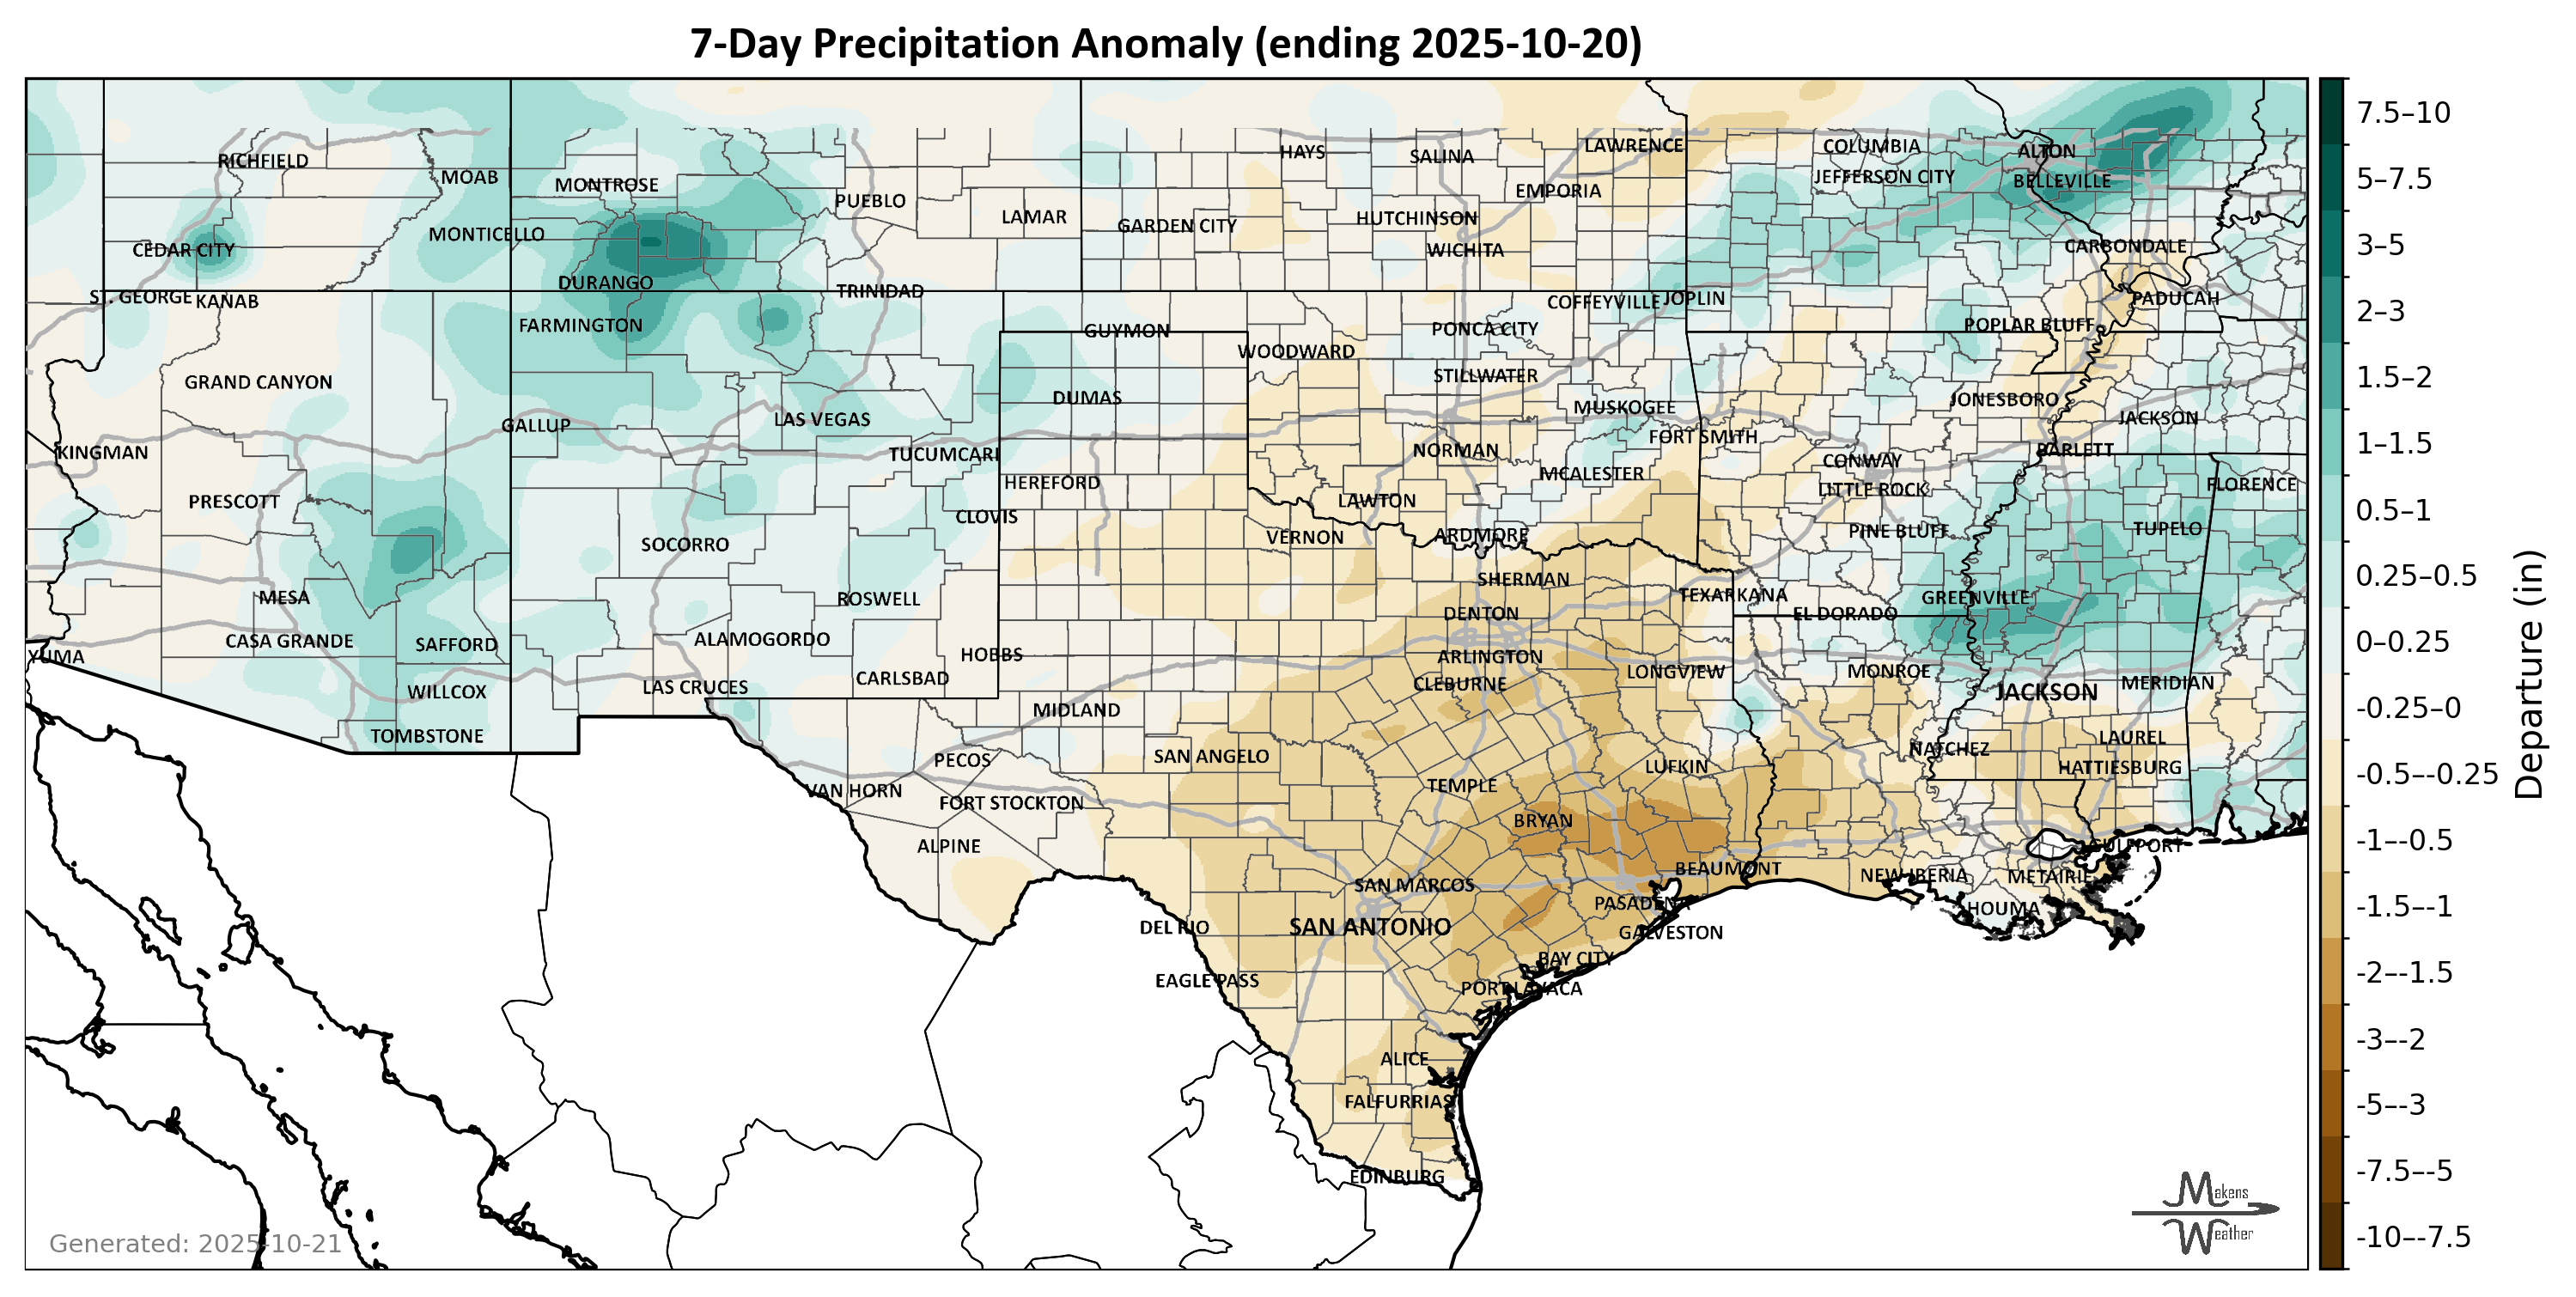 7-Day Precipitation Anomaly (ending 2025-10-20)
RICHFIELD
MOAB
MONTROSE
PUEBLO
LAMAR
HAYS
SALINA
LAWRENCE
EMPORIA
COLUMBIA
JEFFERSON CITY
ALTON
BELLEVILLE
CEDAR CITY
MONTICELLO
GARDEN CITY
HUTCHINSON
WICHITA
CARBONDALE
DURANGO
TRINIDAD
ST. GEORGE
KANAB
FARMINGTON
GUYMON
PONCA CITY
COFFEYVILLE
JOPLIN
PADUCAH
POPLAR BLUFF
WOODWARD
STILLWATER
GRAND CANYON
DUMAS
MUSKOGEE
JONESBORO
JACKSON
GALLUP
LAS VEGAS
FORT SMITH
KINGMAN
TUCUMCARI
NORMAN
CONWAY
BARLETT
PRESCOTT
HEREFORD
MCALESTER
LITTLE ROCK
FLORENCE
CLOVIS
LAWTON
PINE BLUFF
TUPELO
SOCORRO
VERNON
ARDMORE
MESA
ROSWELL
SHERMAN
TEXARKANA
GREENVILLE
CASA GRANDE
SAFFORD
ALAMOGORDO
DENTON
EL DORADO
YUMA
HOBBS
ARLINGTON
CARLSBAD
CLEBURNE
LONGVIEW
MONROE
WILLCOX
LAS CRUCES
JACKSON
MERIDIAN
TOMBSTONE
MIDLAND
SAN ANGELO
NATCHEZ
LAUREL
PECOS
LUFKIN
HATTIESBURG
VAN HORN
FORT STOCKTON
TEMPLE
ALPINE
BRYAN
GULFPORT
BEAUMONT
NEW IBERIA
METAIRIE
SAN MARCOS
PASADENA
HOUMA
DEL RIO
SAN ANTONIO
GALVESTON
EAGLE PASS
BAY CITY
PORT LAVACA
ALICE
FALFURRIAS
EDINBURG
Generated: 2025-10-21
Makens
Weather
7.5–10
5–7.5
3–5
2–3
1.5–2
1–1.5
0.5–1
0.25–0.5
0–0.25
-0.25–0
-0.5–-0.25
-1–-0.5
-1.5–-1
-2–-1.5
-3–-2
-5–-3
-7.5–-5
-10–-7.5
Departure (in)